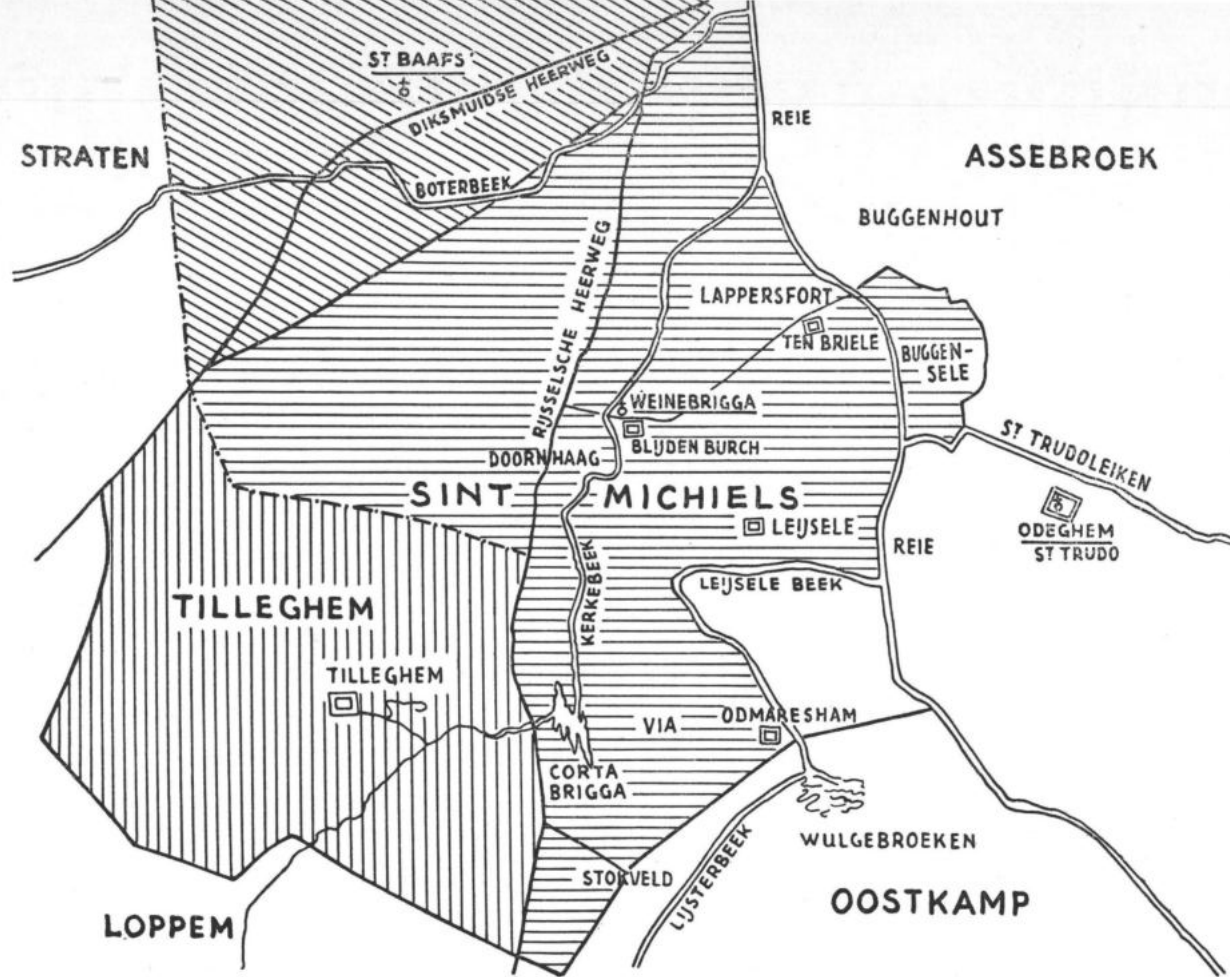 ST BAAFS
DIKSMUIDSE HEERWEG
REIE
STRATEN
ASSEBROEK
BOTERBEEK
BUGGENHOUT
RIJSSELSCHE HEERWEG
LAPPERSFORT
TEN BRIELE
BUGGEN-
SELE
WEINEBRIGGA
BLIJDEN BURCH
DOORNHAAG
ST TRUDOLEIKEN
SINT MICHIELS
LEIJSELE
ODEGHEM
ST TRUDO
REIE
LEIJSELE BEEK
KERKEBEEK
TILLEGHEM
TILLEGHEM
VIA
ODMARESHAM
CORTA
BRIGGA
WULGEBROEKEN
STOKVELD
LIJSTERBEEK
OOSTKAMP
LOPPEM